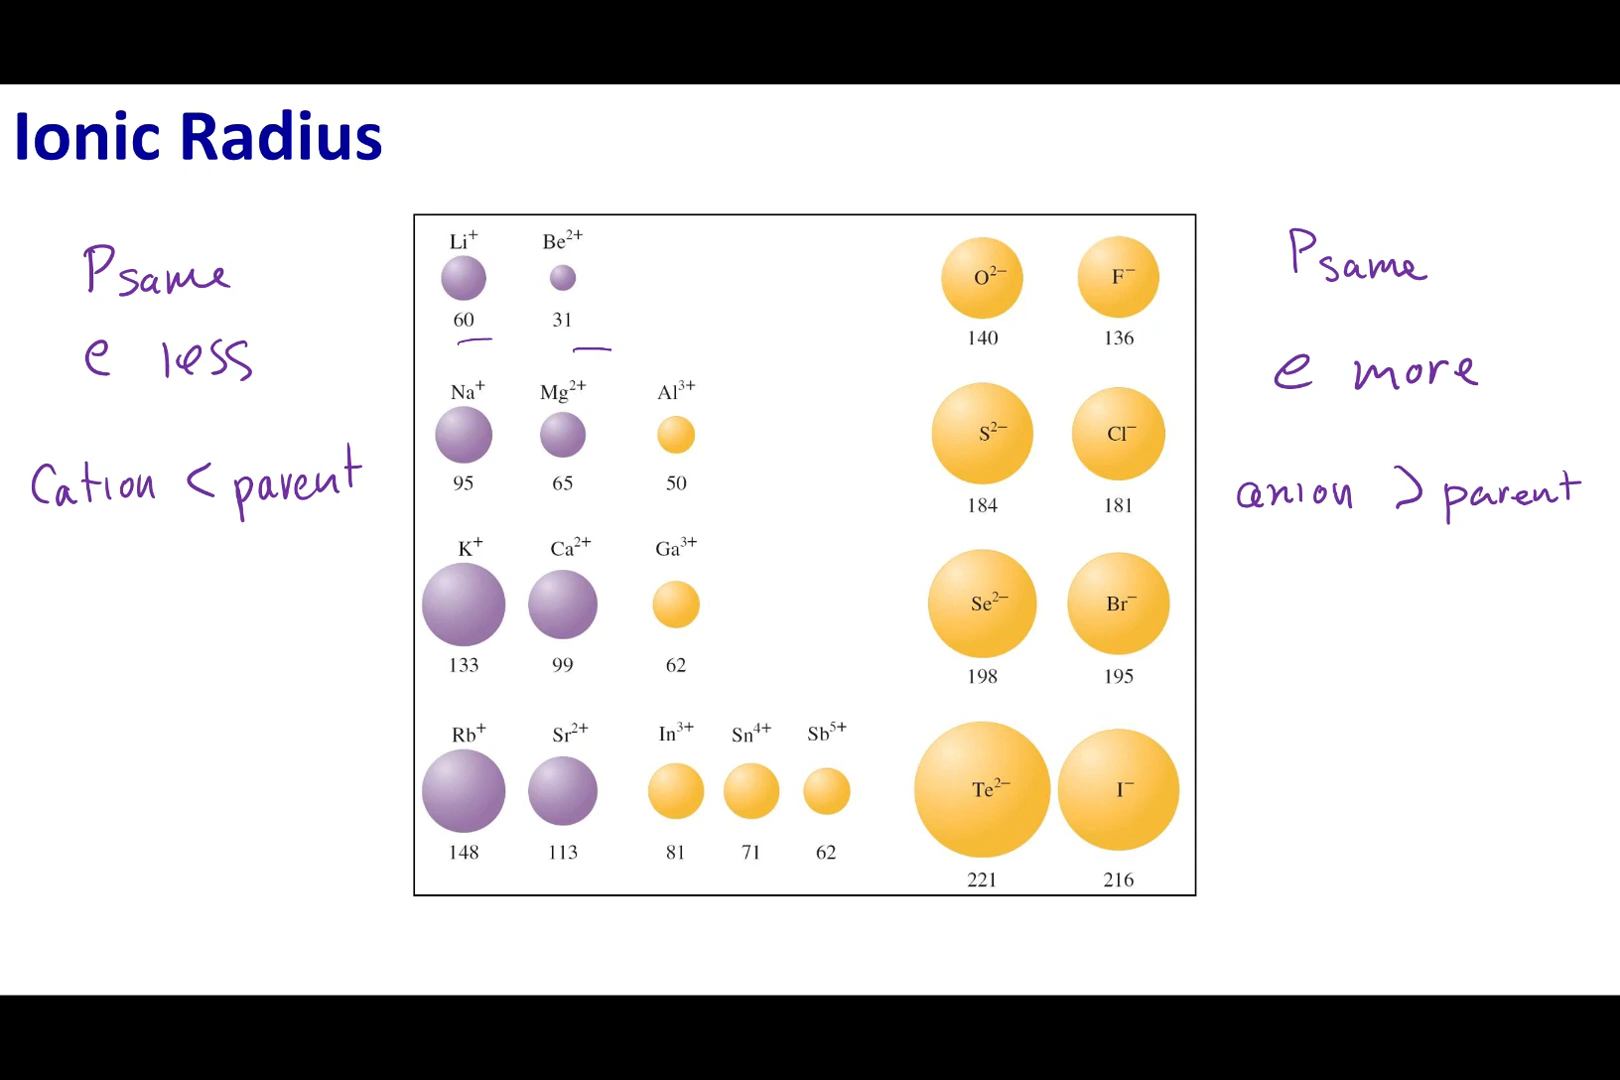 Ionic Radius
P same
e less
Cation < parent
Li⁺ Be²⁺ O²⁻ F⁻
60 31 140 136
Na⁺ Mg²⁺ Al³⁺ S²⁻ Cl⁻
95 65 50 184 181
K⁺ Ca²⁺ Ga³⁺ Se²⁻ Br⁻
133 99 62 198 195
Rb⁺ Sr²⁺ In³⁺ Sn⁴⁺ Sb⁵⁺ Te²⁻ I⁻
148 113 81 71 62 221 216
P same
e more
anion > parent